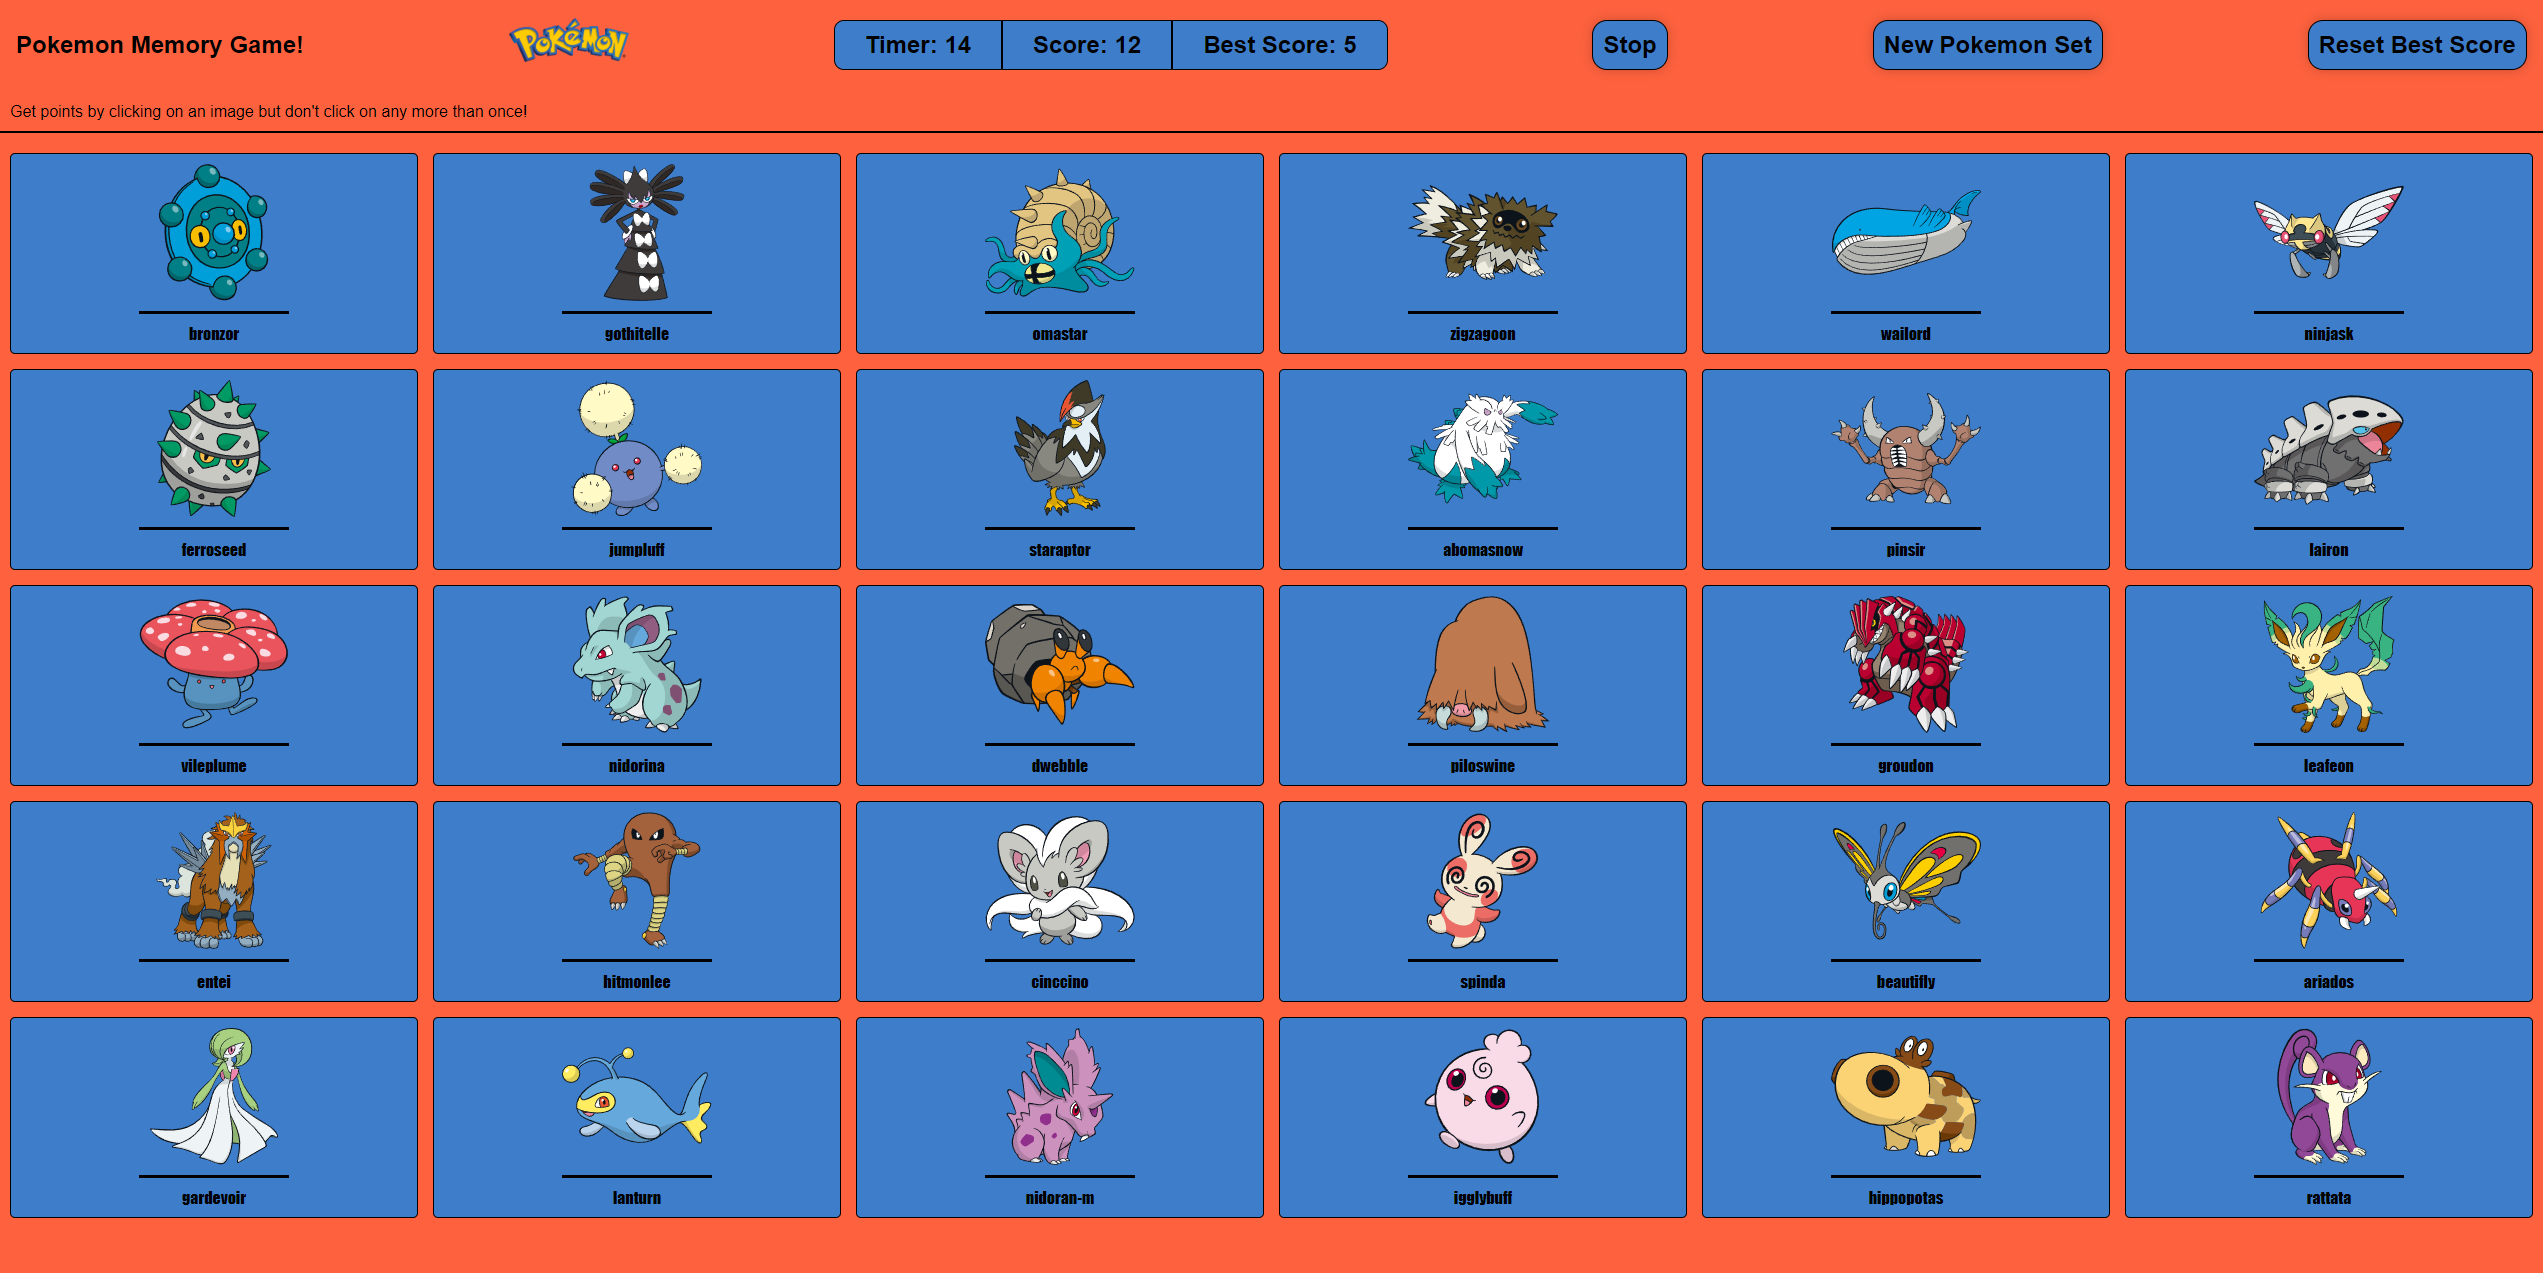 Pokemon Memory Game!
POKéMON
Timer: 14
Score: 12
Best Score: 5
Stop
New Pokemon Set
Reset Best Score
Get points by clicking on an image but don't click on any more than once!
bronzor
gothitelle
omastar
zigzagoon
wailord
ninjask
ferroseed
jumpluff
staraptor
abomasnow
pinsir
lairon
vileplume
nidorina
dwebble
piloswine
groudon
leafeon
entei
hitmonlee
cinccino
spinda
beautifly
ariados
gardevoir
lanturn
nidoran-m
igglybuff
hippopotas
rattata